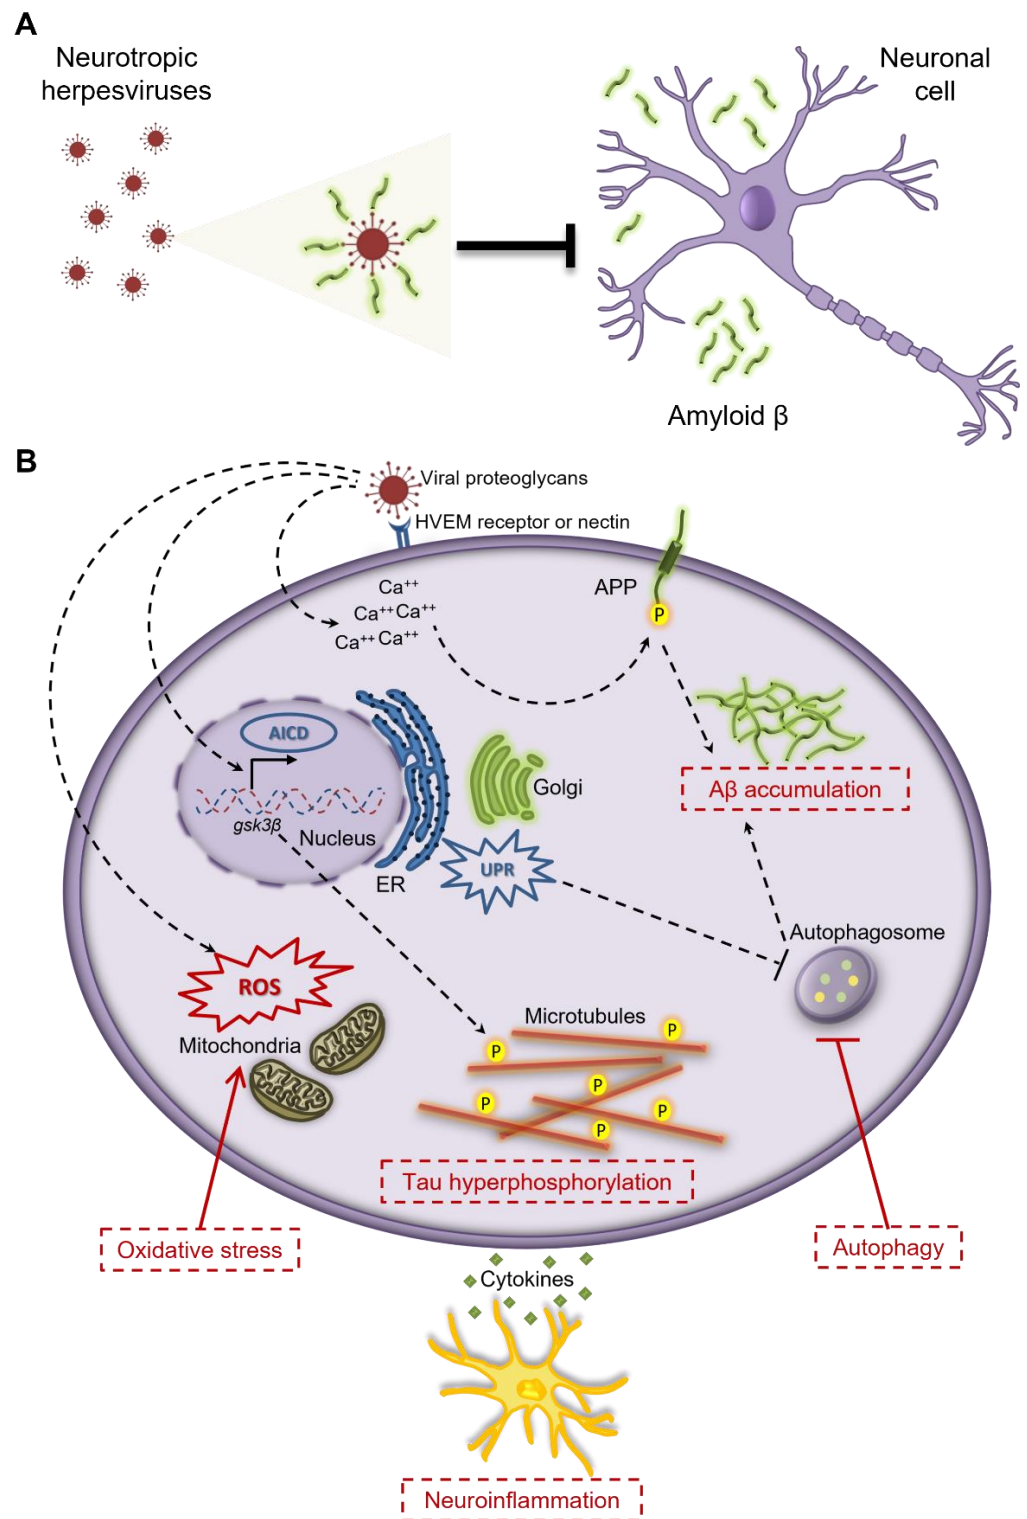 A
Neurotropic
herpesviruses
Neuronal
cell
Amyloid β
B
Viral proteoglycans
HVEM receptor or nectin
Ca++
Ca++ Ca++
Ca++ Ca++
APP
P
AICD
gsk3β
Nucleus
ER
Golgi
UPR
Aβ accumulation
Autophagosome
ROS
Mitochondria
Microtubules
P
P
P
P
P
P
Tau hyperphosphorylation
Oxidative stress
Autophagy
Cytokines
Neuroinflammation